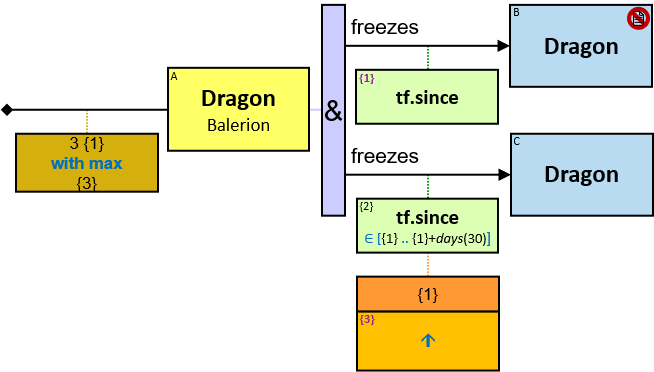 A
Dragon
Balerion
3 {1}
with max
{3}
&
freezes
{1}
tf.since
B
Dragon
freezes
{2}
tf.since
∈ [{1} .. {1}+days(30)]
C
Dragon
{1}
{3}
↑